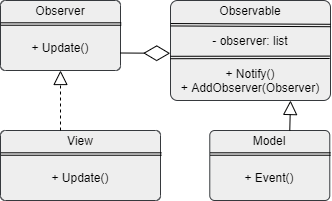 Observer
+ Update()
Observable
- observer: list
+ Notify()
+ AddObserver(Observer)
View
+ Update()
Model
+ Event()